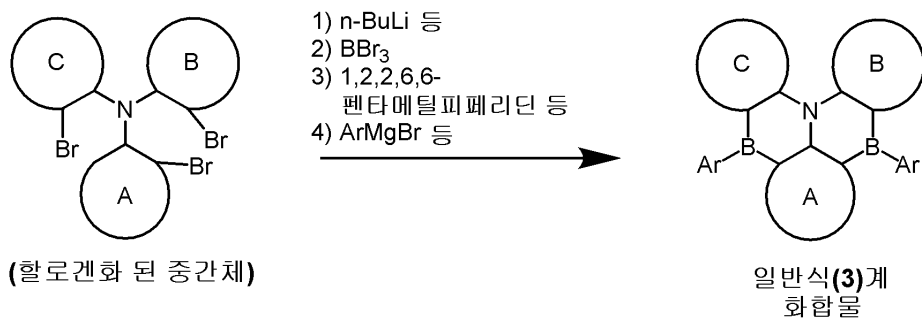 C
B
N
Br
Br
Br
A
(할로겐화 된 중간체)
1) n-BuLi 등
2) BBr₃
3) 1,2,2,6,6-
펜타메틸피페리딘 등
4) ArMgBr 등
C
B
N
B
B
Ar
Ar
A
일반식(3)계
화합물